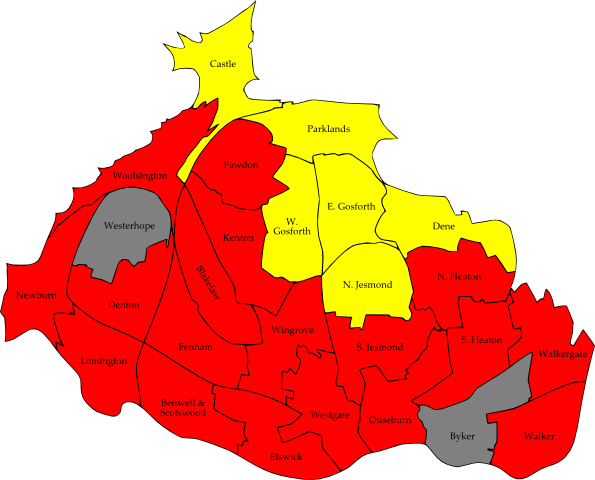 Castle
Parklands
Fawdon
Woolsington
W.
Gosforth
E. Gosforth
Dene
Westerhope
Kenton
N. Jesmond
N. Heaton
Blakelaw
Newburn
Denton
Wingrove
S. Jesmond
S. Heaton
Walkergate
Lemington
Fenham
Benwell &
Scotswood
Westgate
Ouseburn
Byker
Walker
Elswick